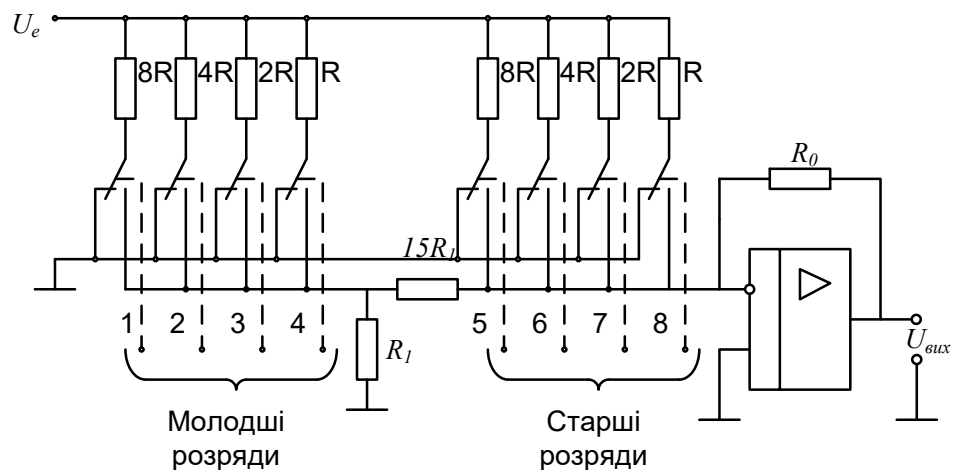 Uₑ
8R 4R 2R R
8R 4R 2R R
R₀
15R₁
1 2 3 4
R₁
5 6 7 8
Uвих
Молодші
розряди
Старші
розряди